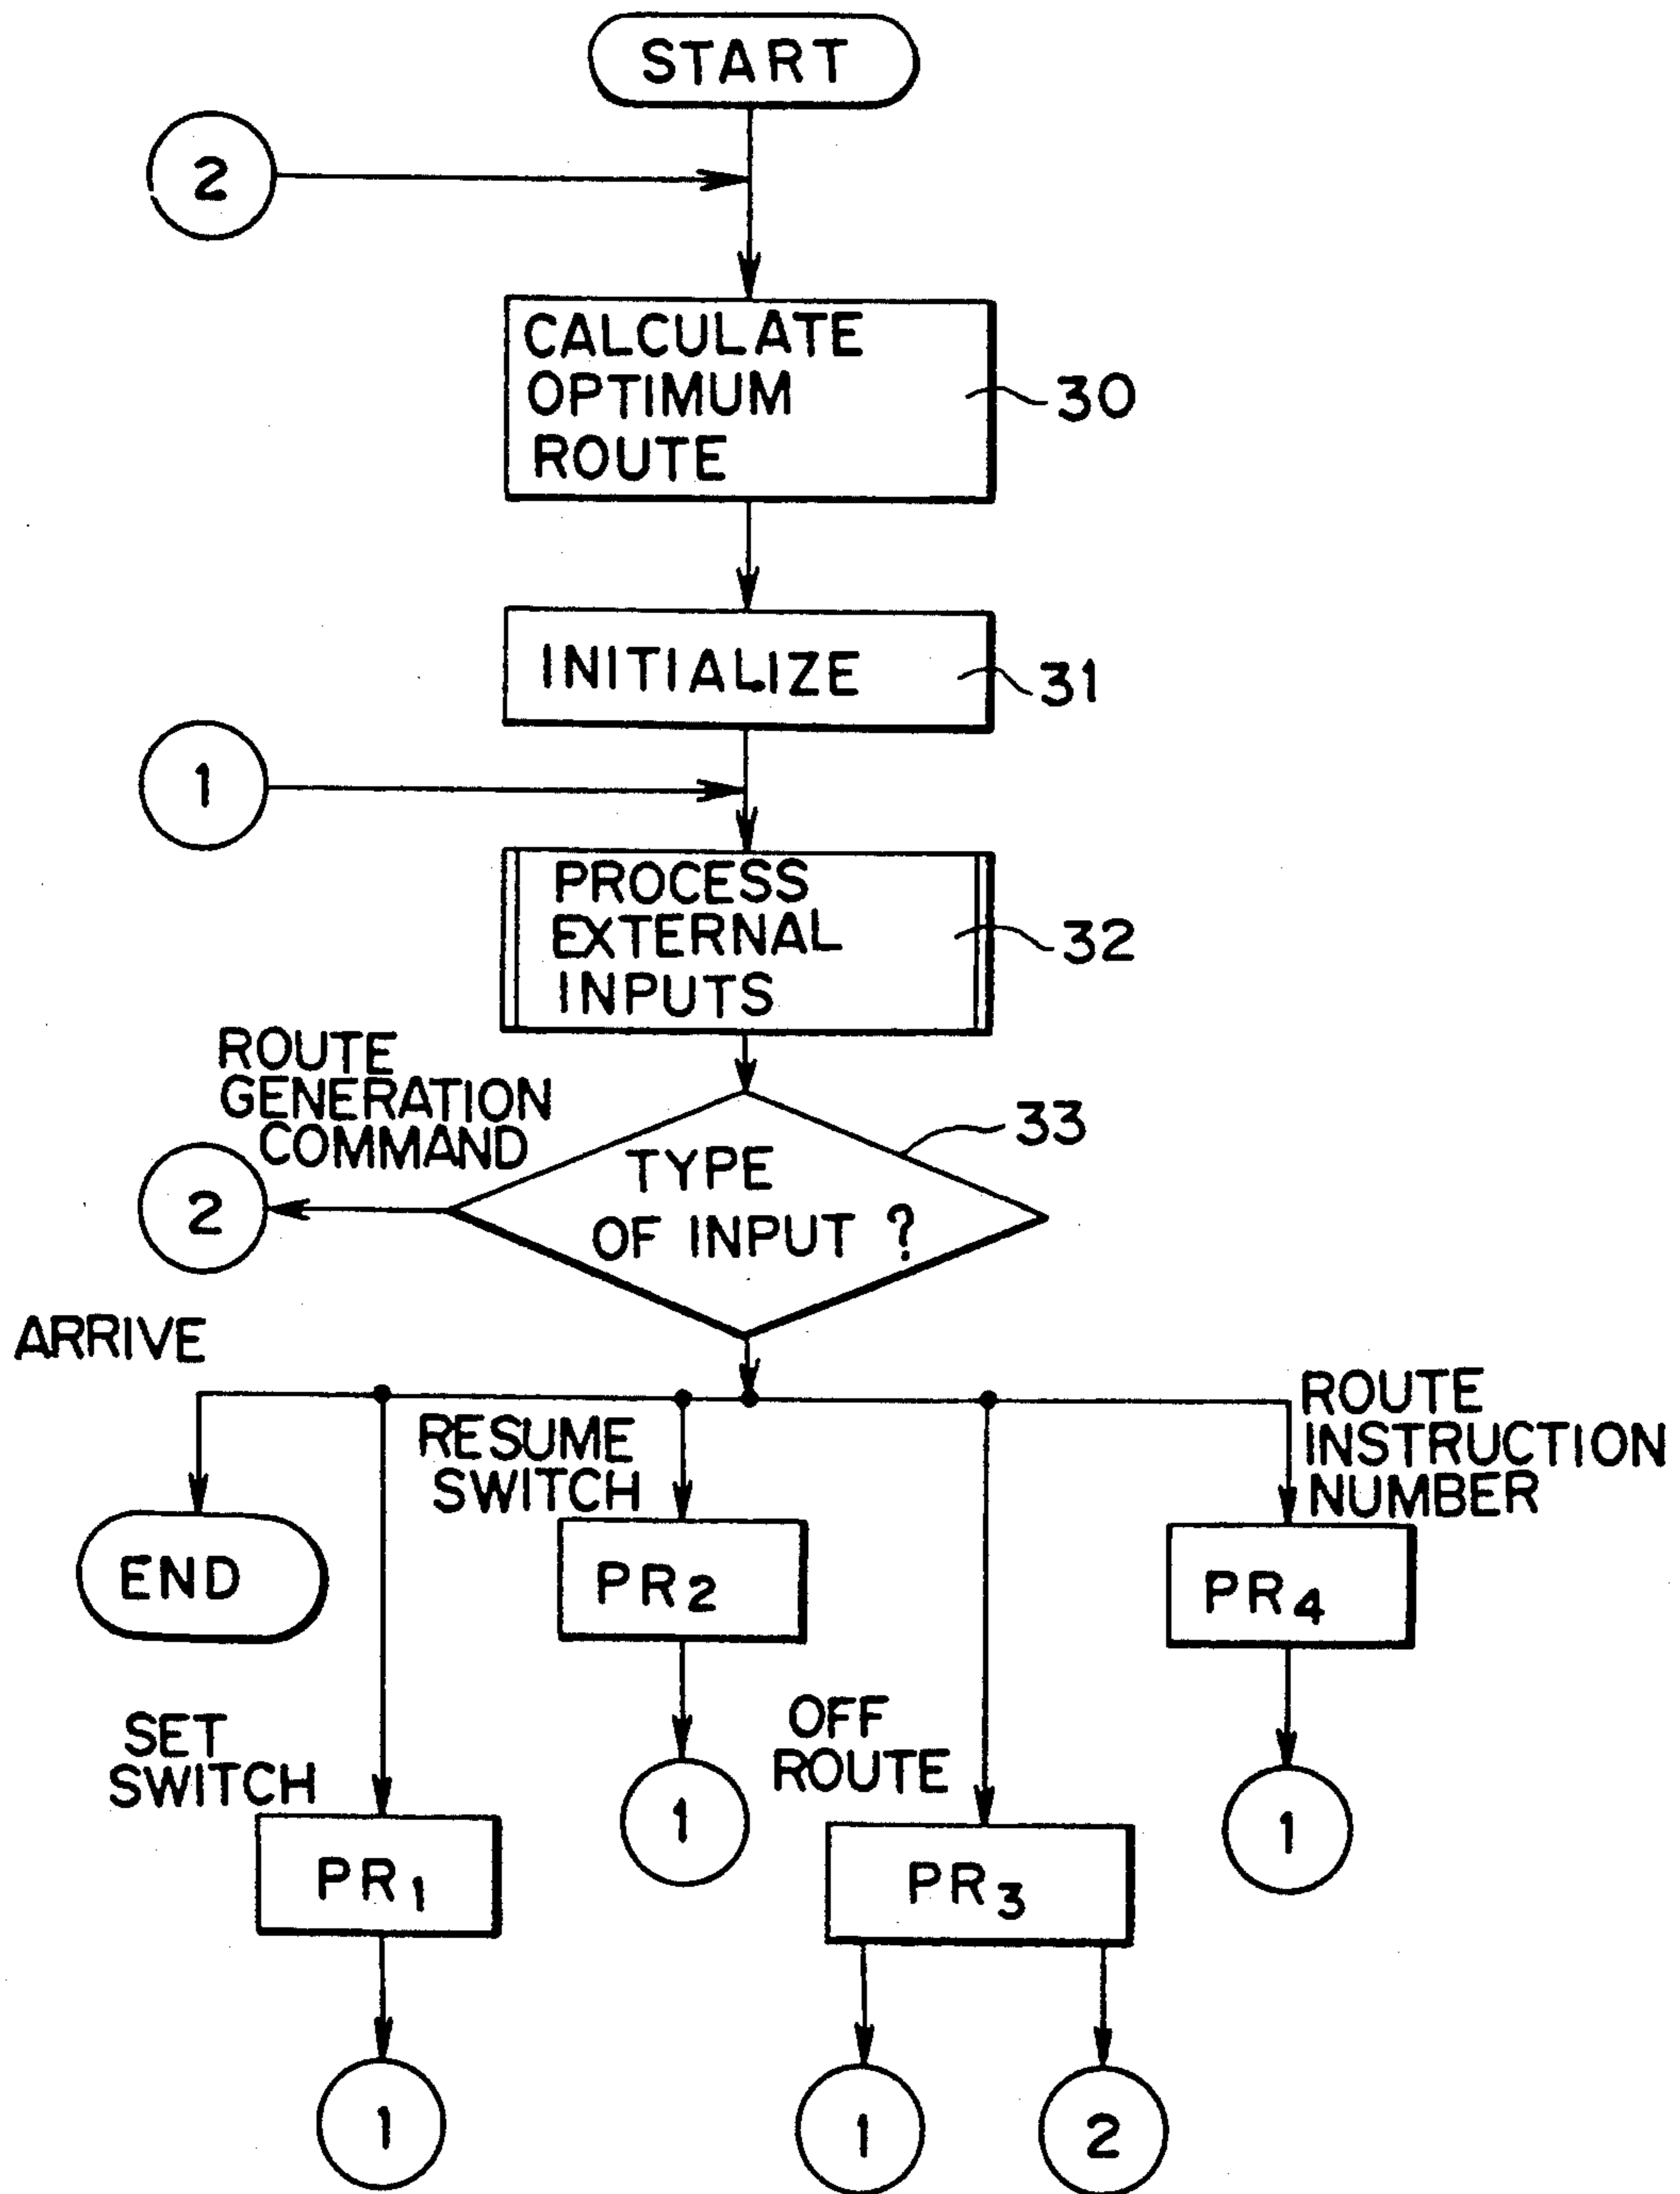 START
2
CALCULATE
OPTIMUM
ROUTE
30
INITIALIZE
31
1
PROCESS
EXTERNAL
INPUTS
32
ROUTE
GENERATION
COMMAND
33
TYPE
OF INPUT ?
2
ARRIVE
RESUME
SWITCH
ROUTE
INSTRUCTION
NUMBER
END
PR2
PR4
SET
SWITCH
OFF
ROUTE
1
1
PR1
PR3
1
1
2